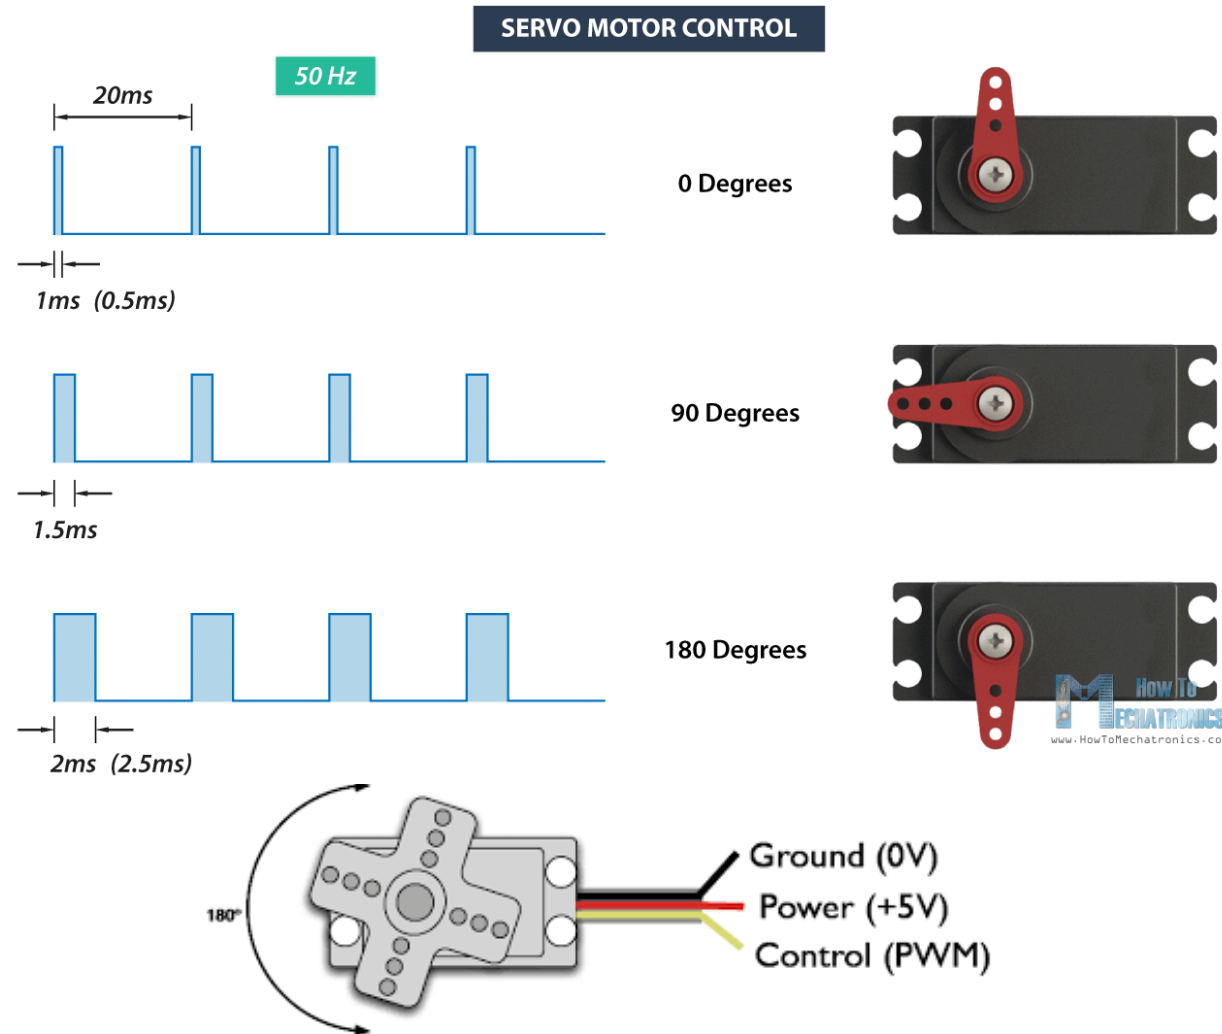 SERVO MOTOR CONTROL
50 Hz
20ms
0 Degrees
1ms (0.5ms)
90 Degrees
1.5ms
180 Degrees
How To
MECHATRONICS
www.HowToMechatronics.co
2ms (2.5ms)
180°
Ground (0V)
Power (+5V)
Control (PWM)